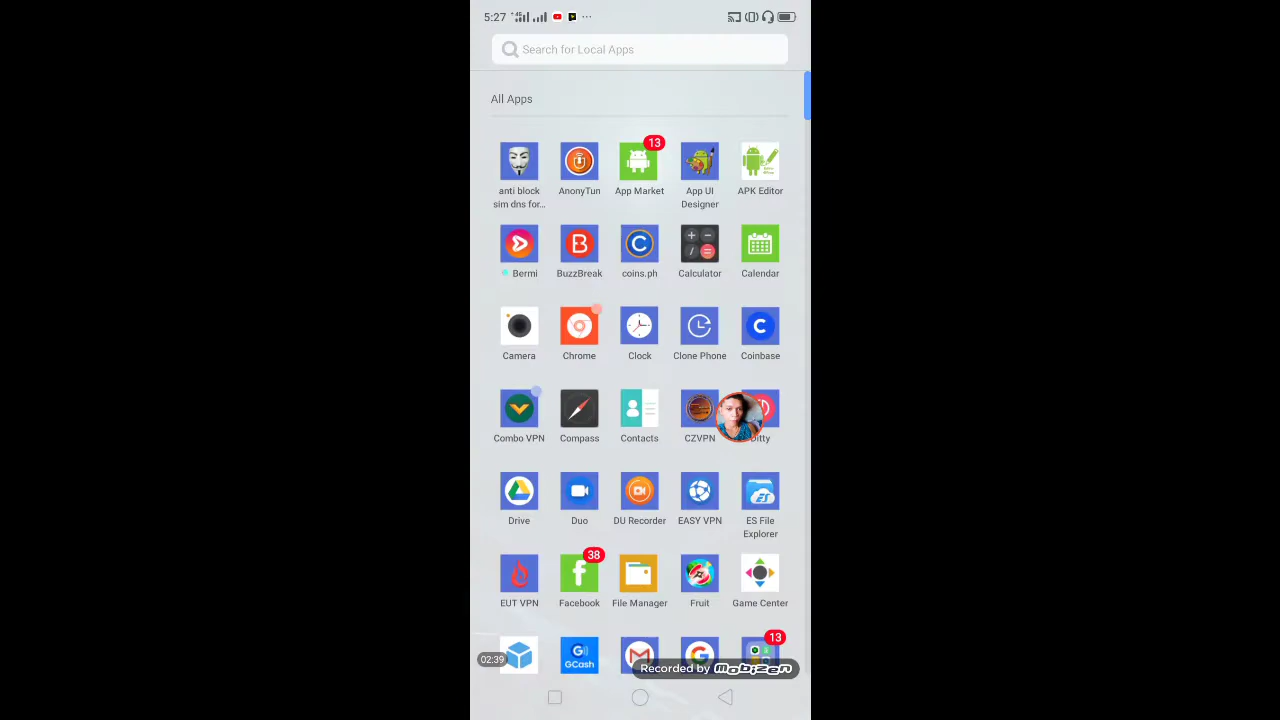 5:27
Search for Local Apps
All Apps
13
anti block sim dns for...
AnonyTun
App Market
App UI Designer
APK Editor
Bermi
BuzzBreak
coins.ph
Calculator
Calendar
Camera
Chrome
Clock
Clone Phone
Coinbase
Combo VPN
Compass
Contacts
CZVPN
itty
Drive
Duo
DU Recorder
EASY VPN
ES File Explorer
38
EUT VPN
Facebook
File Manager
Fruit
Game Center
13
02:39
GCash
Recorded by mobizen